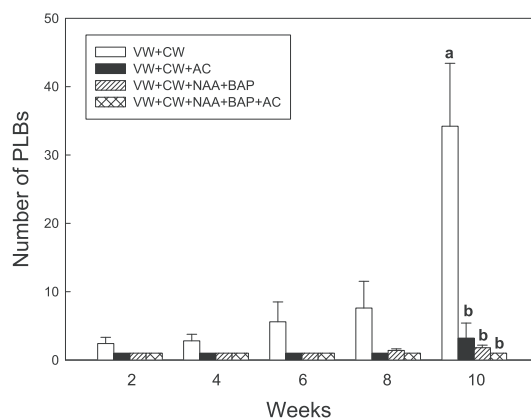 50
40
30
20
10
0
Number of PLBs
VW+CW
VW+CW+AC
VW+CW+NAA+BAP
VW+CW+NAA+BAP+AC
a
b
b
b
2 4 6 8 10
Weeks